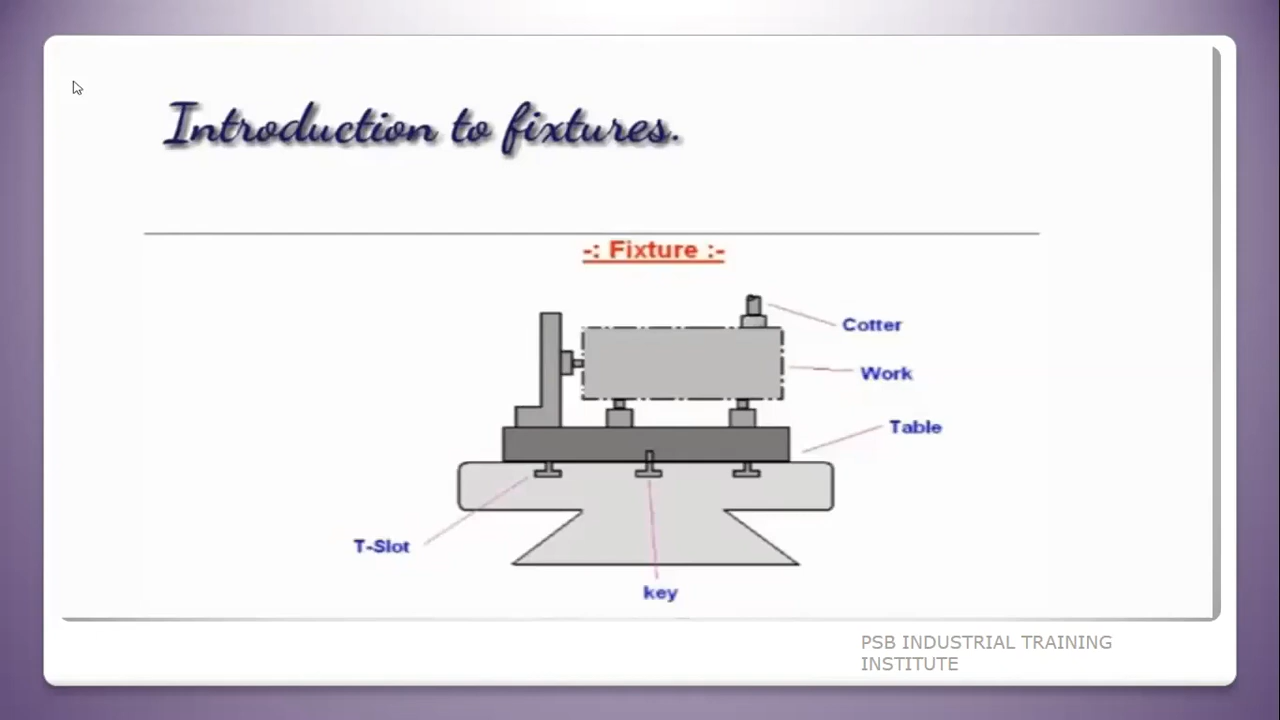 Introduction to fixtures.
-: Fixture :-
Cotter
Work
Table
T-Slot
key
PSB INDUSTRIAL TRAINING
INSTITUTE